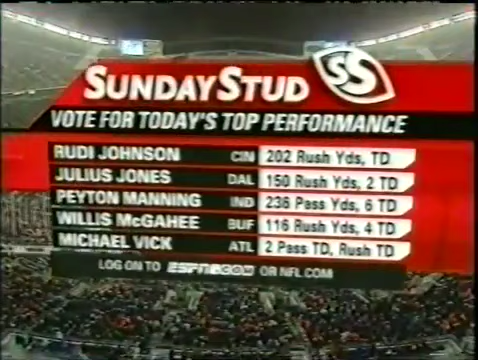 SUNDAY STUD SS
VOTE FOR TODAY'S TOP PERFORMANCE
RUDI JOHNSON CIN 202 Rush Yds, TD
JULIUS JONES DAL 150 Rush Yds, 2 TD
PEYTON MANNING IND 236 Pass Yds, 6 TD
WILLIS McGAHEE BUF 116 Rush Yds, 4 TD
MICHAEL VICK ATL 2 Pass TD, Rush TD
LOG ON TO ESPN.COM OR NFL.COM